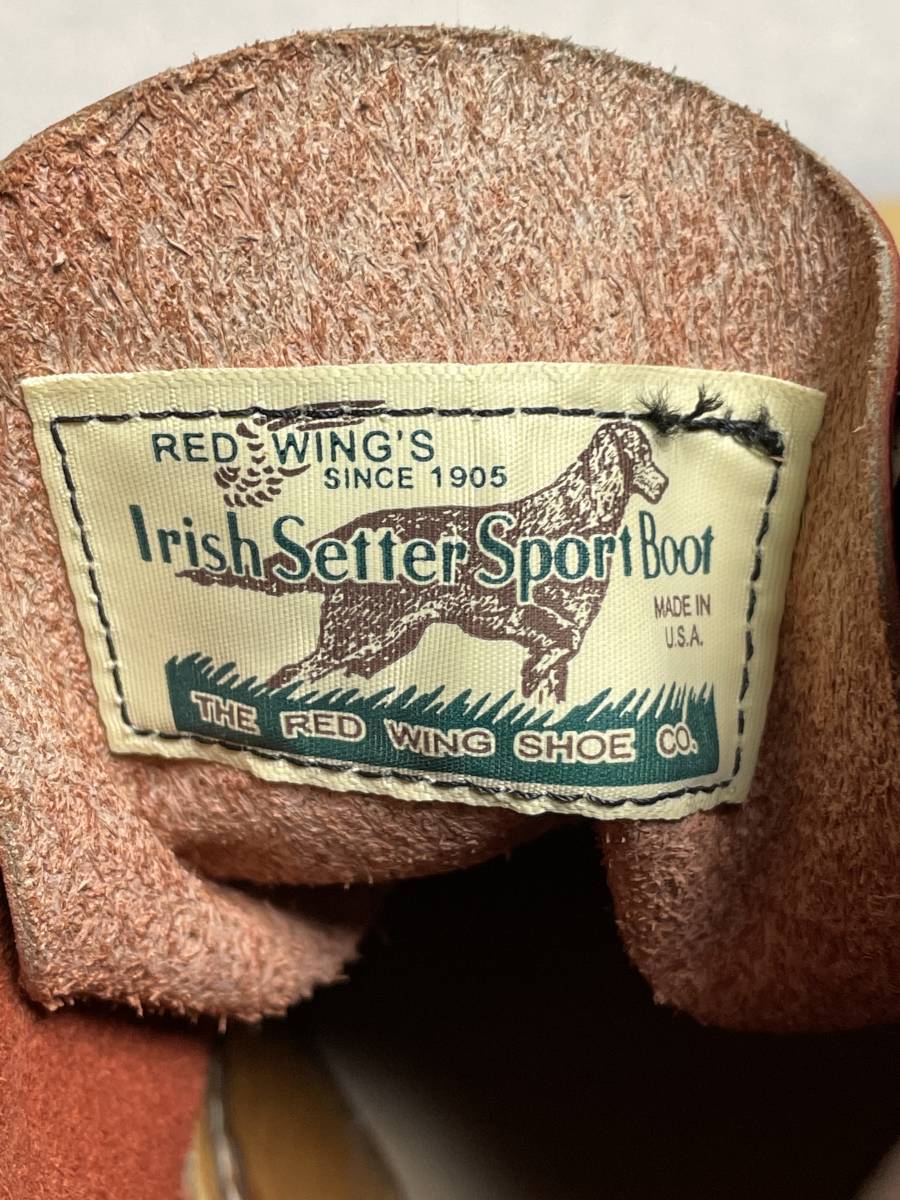 RED WING'S
SINCE 1905
Irish Setter Sport Boot
MADE IN
U.S.A.
THE RED WING SHOE CO.